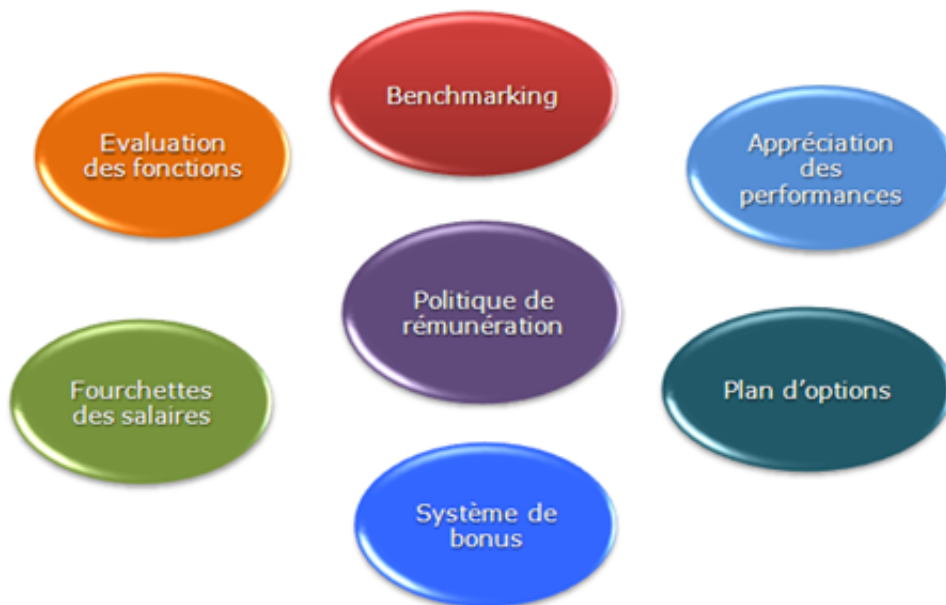 Benchmarking
Evaluation
des fonctions
Appréciation
des
performances
Politique de
rémunération
Fourchettes
des salaires
Plan d'options
Système de
bonus